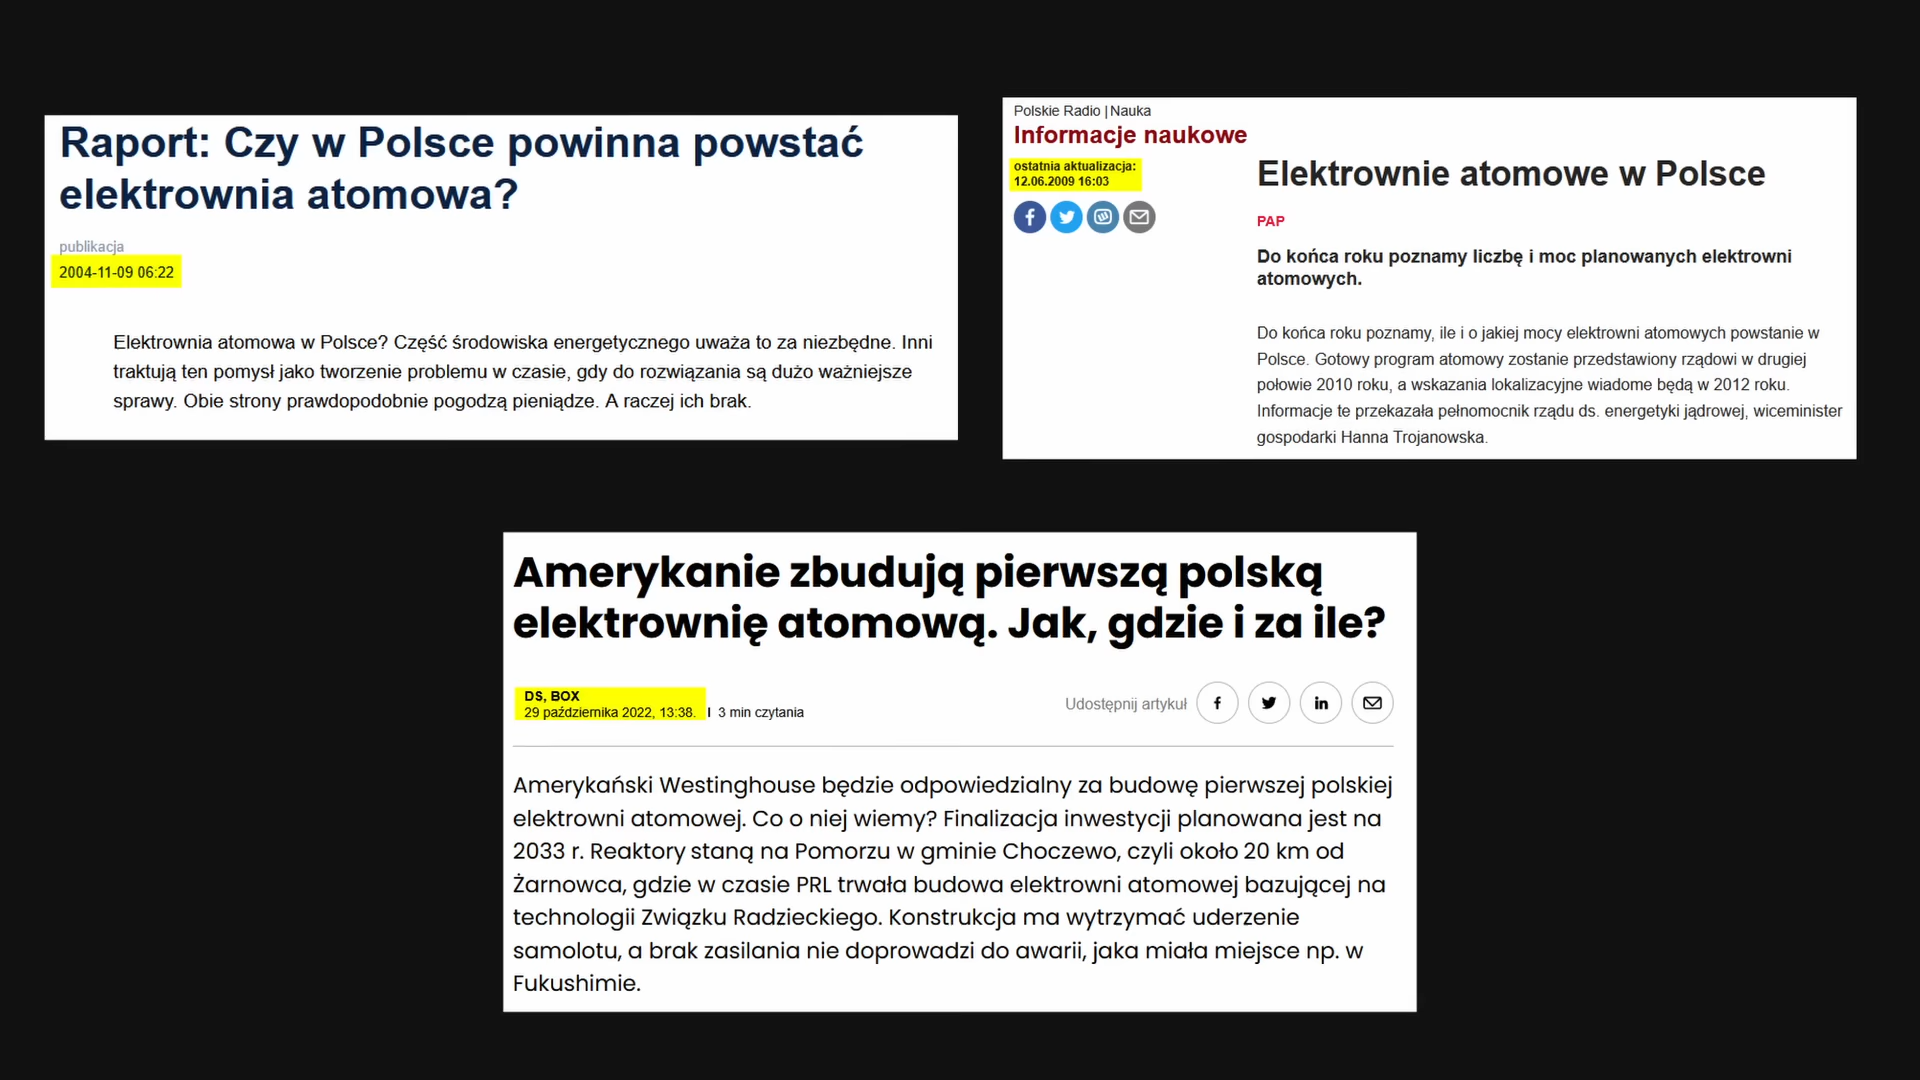 Raport: Czy w Polsce powinna powstać
elektrownia atomowa?
publikacja
2004-11-09 06:22
Elektrownia atomowa w Polsce? Część środowiska energetycznego uważa to za niezbędne. Inni
traktują ten pomysł jako tworzenie problemu w czasie, gdy do rozwiązania są dużo ważniejsze
sprawy. Obie strony prawdopodobnie pogodzą pieniądze. A raczej ich brak.
Polskie Radio | Nauka
Informacje naukowe
ostatnia aktualizacja:
12.06.2009 16:03
Elektrownie atomowe w Polsce
PAP
Do końca roku poznamy liczbę i moc planowanych elektrowni
atomowych.
Do końca roku poznamy, ile i o jakiej mocy elektrowni atomowych powstanie w
Polsce. Gotowy program atomowy zostanie przedstawiony rządowi w drugiej
połowie 2010 roku, a wskazania lokalizacyjne wiadome będą w 2012 roku.
Informacje te przekazała pełnomocnik rządu ds. energetyki jądrowej, wiceminister
gospodarki Hanna Trojanowska.
Amerykanie zbudują pierwszą polską
elektrownię atomową. Jak, gdzie i za ile?
DS, BOX
29 października 2022, 13:38. | 3 min czytania
Udostępnij artykuł
Amerykański Westinghouse będzie odpowiedzialny za budowę pierwszej polskiej
elektrowni atomowej. Co o niej wiemy? Finalizacja inwestycji planowana jest na
2033 r. Reaktory staną na Pomorzu w gminie Choczewo, czyli około 20 km od
Żarnowca, gdzie w czasie PRL trwała budowa elektrowni atomowej bazującej na
technologii Związku Radzieckiego. Konstrukcja ma wytrzymać uderzenie
samolotu, a brak zasilania nie doprowadzi do awarii, jaka miała miejsce np. w
Fukushimie.